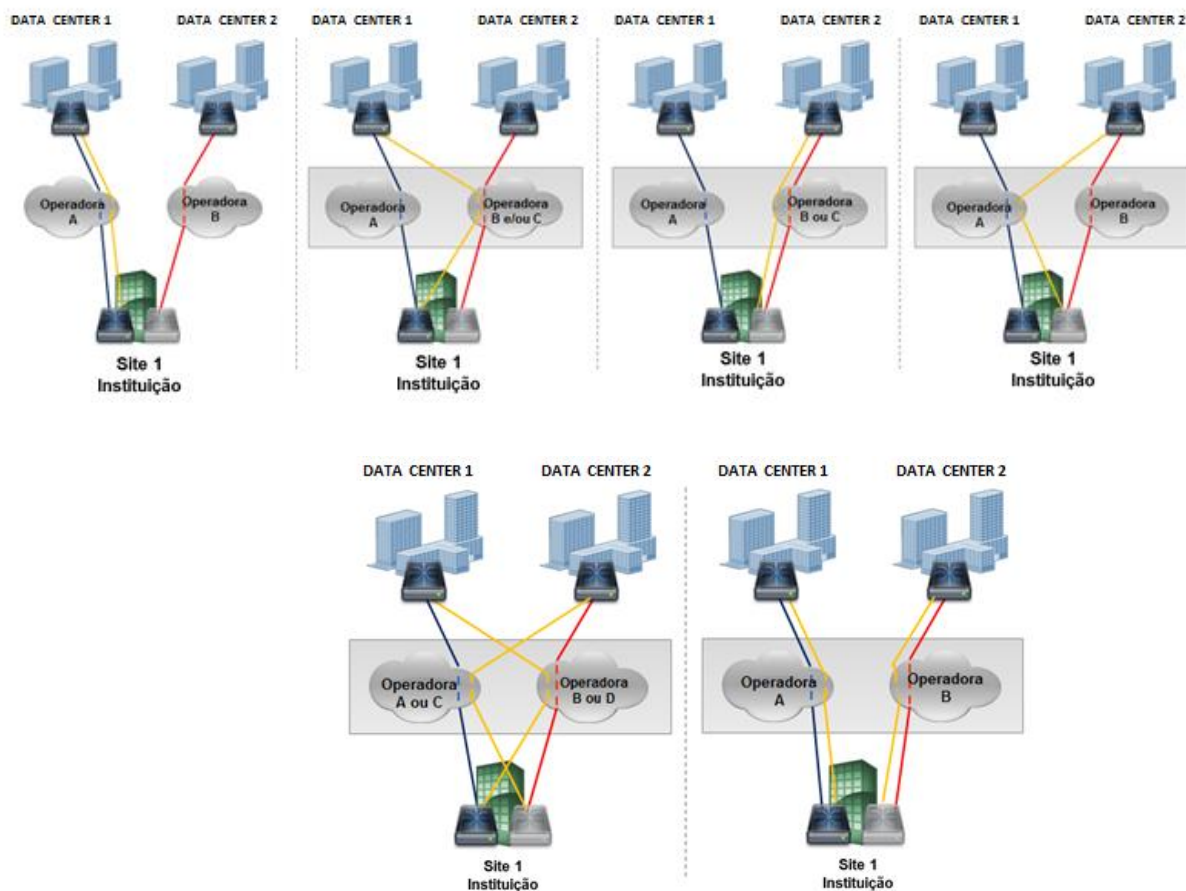 DATA CENTER 1
DATA CENTER 2
Operadora
A
Operadora
B
Site 1
Instituição
DATA CENTER 1
DATA CENTER 2
Operadora
A
Operadora
B e/ou C
Site 1
Instituição
DATA CENTER 1
DATA CENTER 2
Operadora
A
Operadora
B ou C
Site 1
Instituição
DATA CENTER 1
DATA CENTER 2
Operadora
A
Operadora
B
Site 1
Instituição
DATA CENTER 1
DATA CENTER 2
Operadora
A ou C
Operadora
B ou D
Site 1
Instituição
DATA CENTER 1
DATA CENTER 2
Operadora
A
Operadora
B
Site 1
Instituição